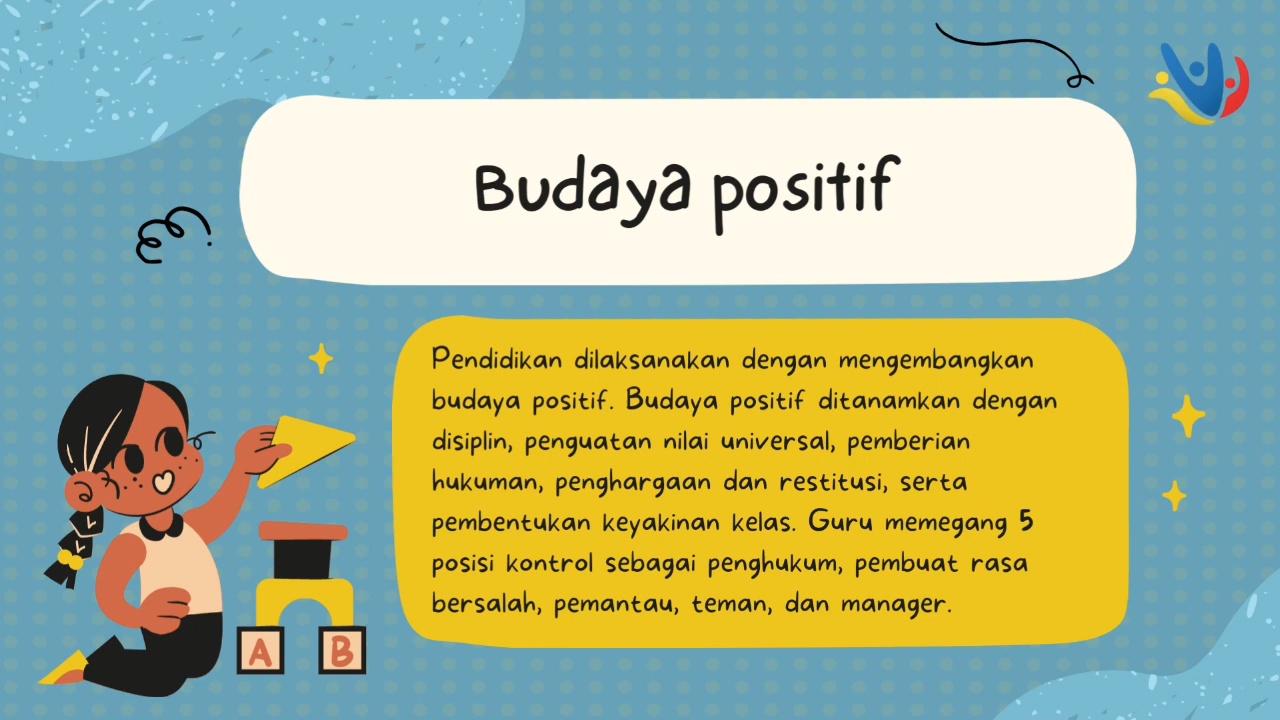 Budaya positif
Pendidikan dilaksanakan dengan mengembangkan
budaya positif. Budaya positif ditanamkan dengan
disiplin, penguatan nilai universal, pemberian
hukuman, penghargaan dan restitusi, serta
pembentukan keyakinan kelas. Guru memegang 5
posisi kontrol sebagai penghukum, pembuat rasa
bersalah, pemantau, teman, dan manager.
A B